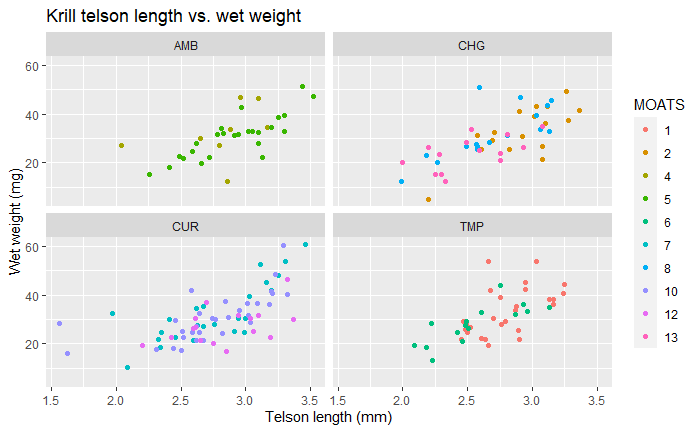 Krill telson length vs. wet weight
AMB
CHG
60
40
20
CUR
TMP
60
40
20
1.5 2.0 2.5 3.0 3.5 1.5 2.0 2.5 3.0 3.5
Telson length (mm)
Wet weight (mg)
MOATS
1
2
4
5
6
7
8
10
12
13